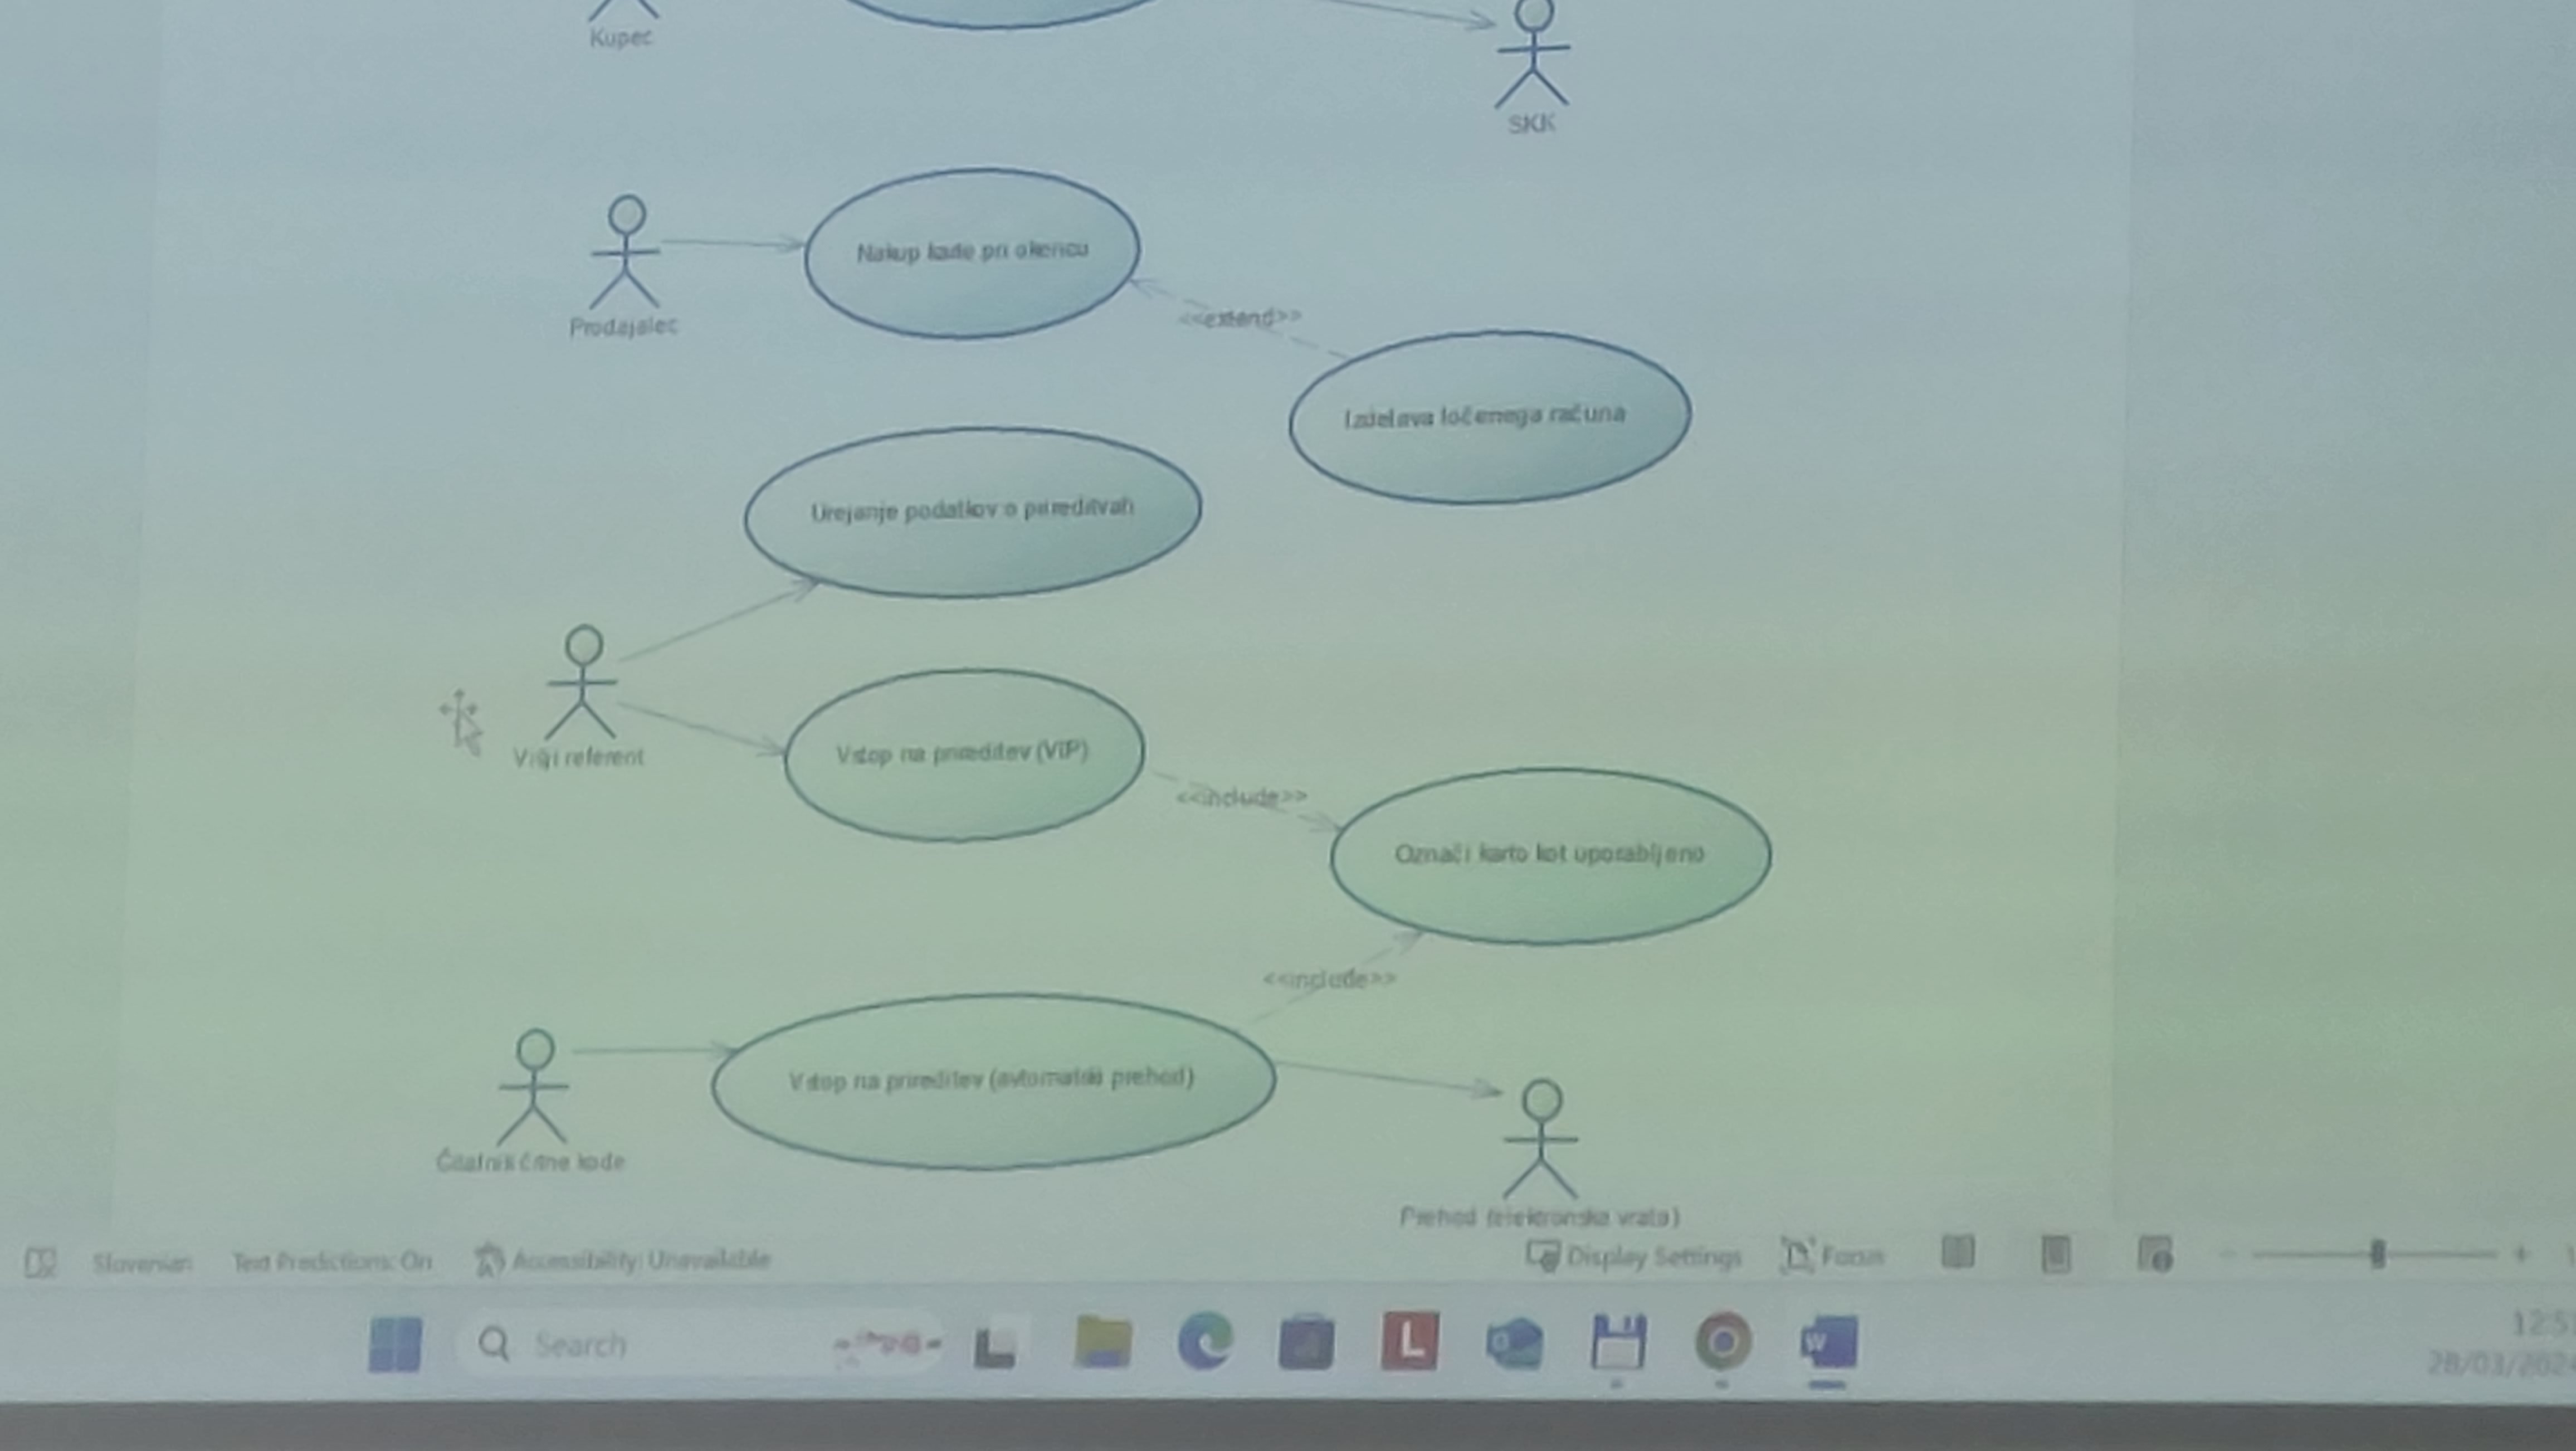 Kupec
SKK
Nakup karte pri okencu
Prodajalec
<<extend>>
Izdelava ločenega računa
Urejanje podatkov o prireditvah
Višji referent
Vstop na prireditev (VIP)
<<include>>
Označi karto kot uporabljeno
<<include>>
Vstop na prireditev (avtomatski prehod)
Čitalnik črtne kode
Prehod (elektronska vrata)
Slovenian Text Predictions: On Accessibility: Unavailable Display Settings Focus
Search
L
W
12:5
28/03/202